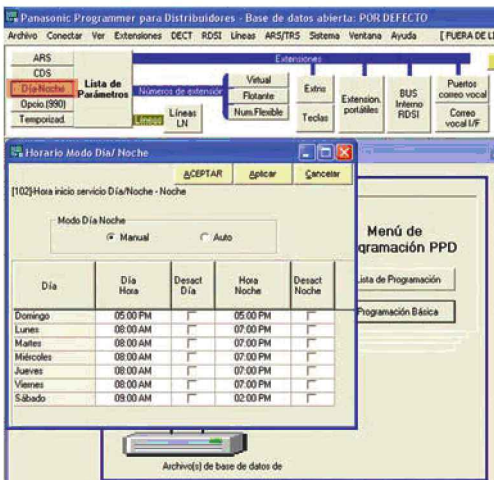 Panasonic Programmer para Distribuidores - Base de datos abierta: POR DEFECTO
Archivo Conectar Ver Extensiones DECT RDSI Líneas ARS/TRS Sistema Ventana Ayuda [FUERA DE LI
ARS
CDS
Día-Noche
Opcio.(990)
Temporizad.
Lista de
Parámetros
Extensiones
Números de extensión
Líneas
Líneas
LN
Virtual
Flotante
Num.Flexible
Extns
Teclas
Extension.
portátiles
BUS
Interno
RDSI
Puertos
correo vocal
Correo
vocal I/F
Horario Modo Día/ Noche
ACEPTAR Aplicar Cancelar
[102]Hora inicio servicio Día/Noche - Noche
Modo Día Noche
Manual Auto
Día Día Hora Desact Día Hora Noche Desact Noche
Domingo 05:00 PM 05:00 PM
Lunes 08:00 AM 07:00 PM
Martes 08:00 AM 07:00 PM
Miércoles 08:00 AM 07:00 PM
Jueves 08:00 AM 07:00 PM
Viernes 08:00 AM 07:00 PM
Sábado 09:00 AM 02:00 PM
Menú de
gramación PPD
ista de Programación
Programación Básica
Archivo(s) de base de datos de